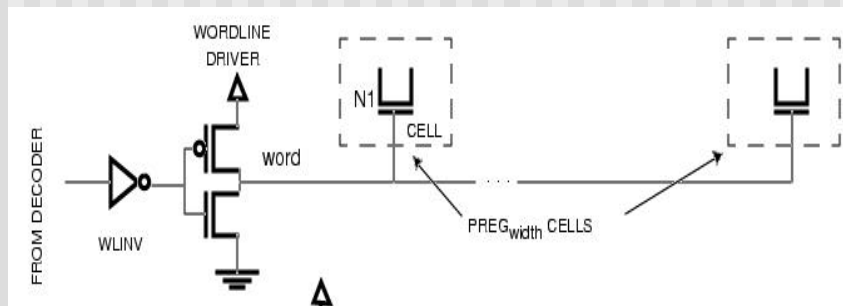 WORDLINE
DRIVER
N1
CELL
word
FROM DECODER
WLINV
PREGwidth CELLS